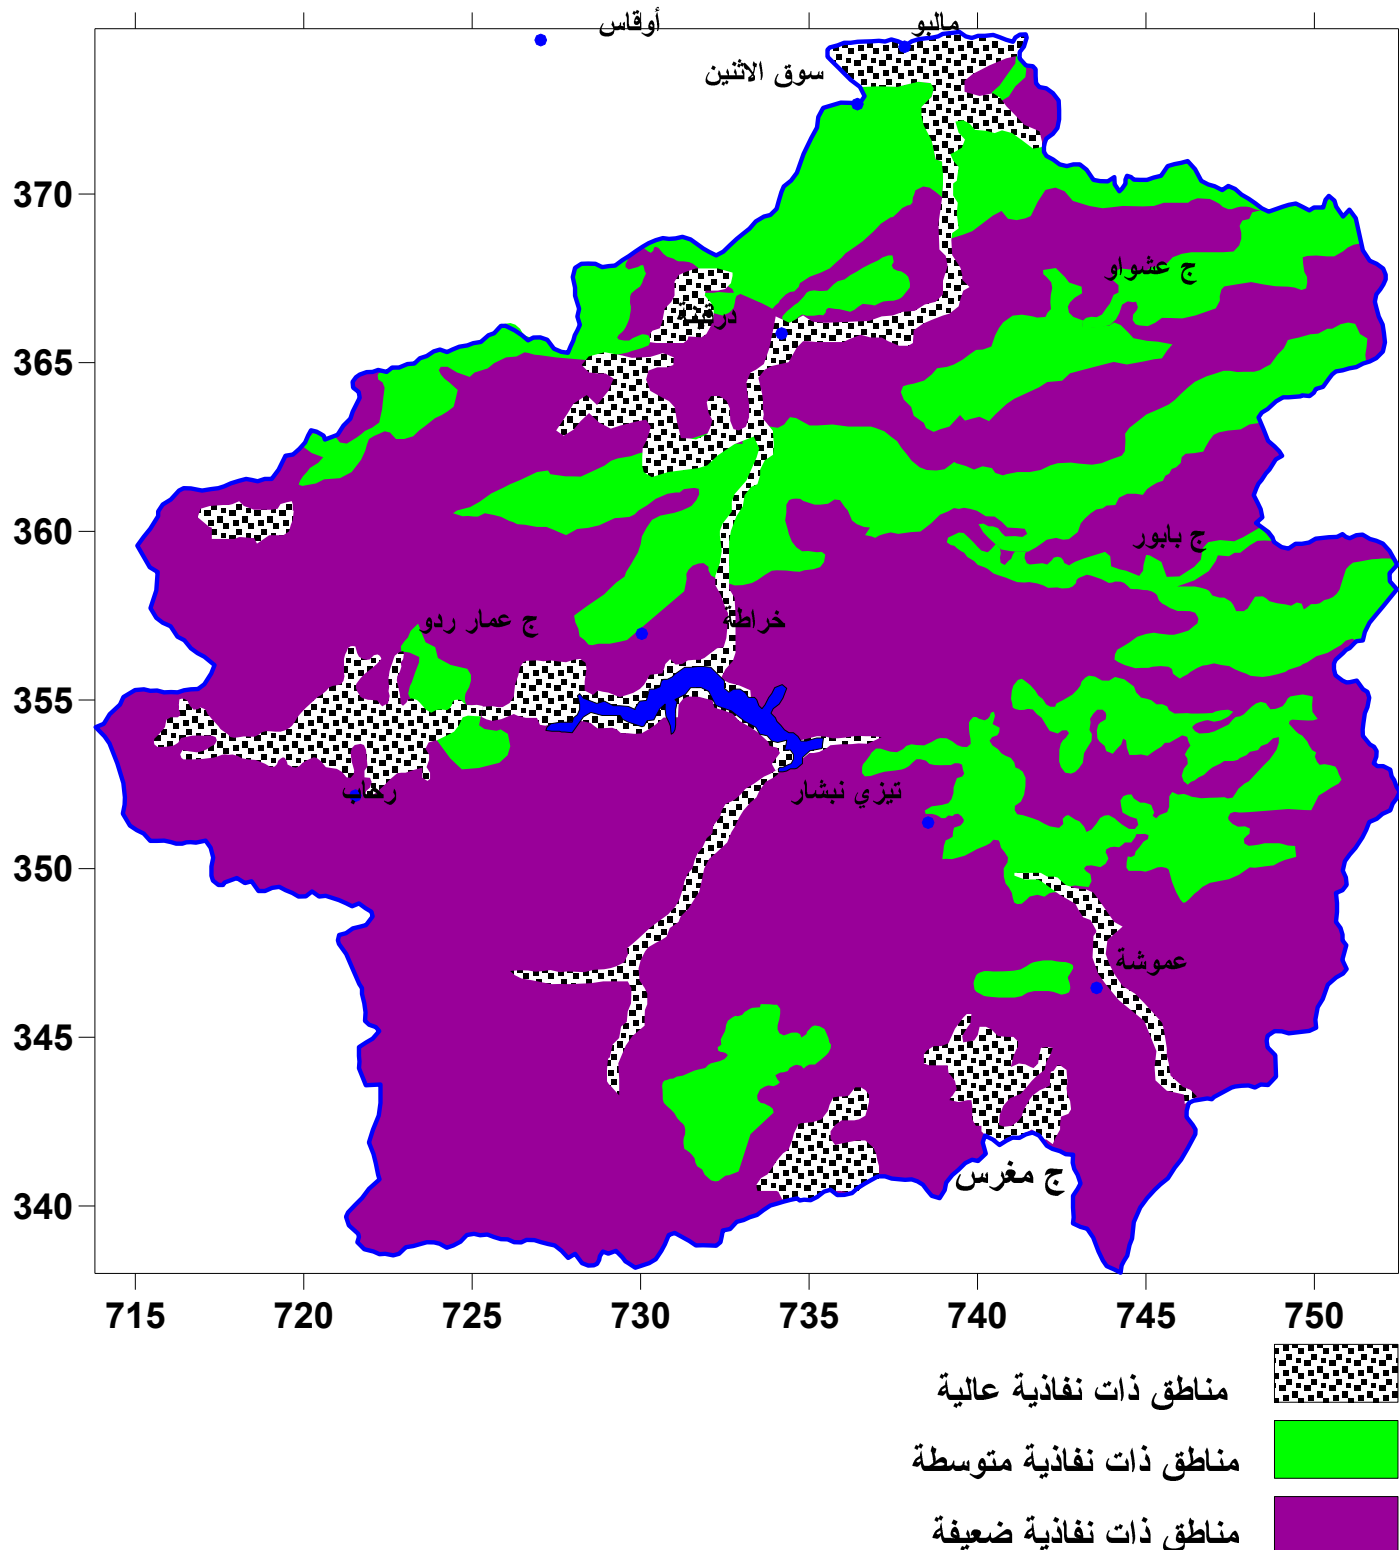 أوقاس
مالبو
سوق الاثنين
370
ج عشواو
درقينة
365
360
ج بابور
ج عمار ردو
خراطة
355
تيزي نبشار
رصاب
350
عموشة
345
ج مغرس
340
715 720 725 730 735 740 745 750
مناطق ذات نفاذية عالية
مناطق ذات نفاذية متوسطة
مناطق ذات نفاذية ضعيفة